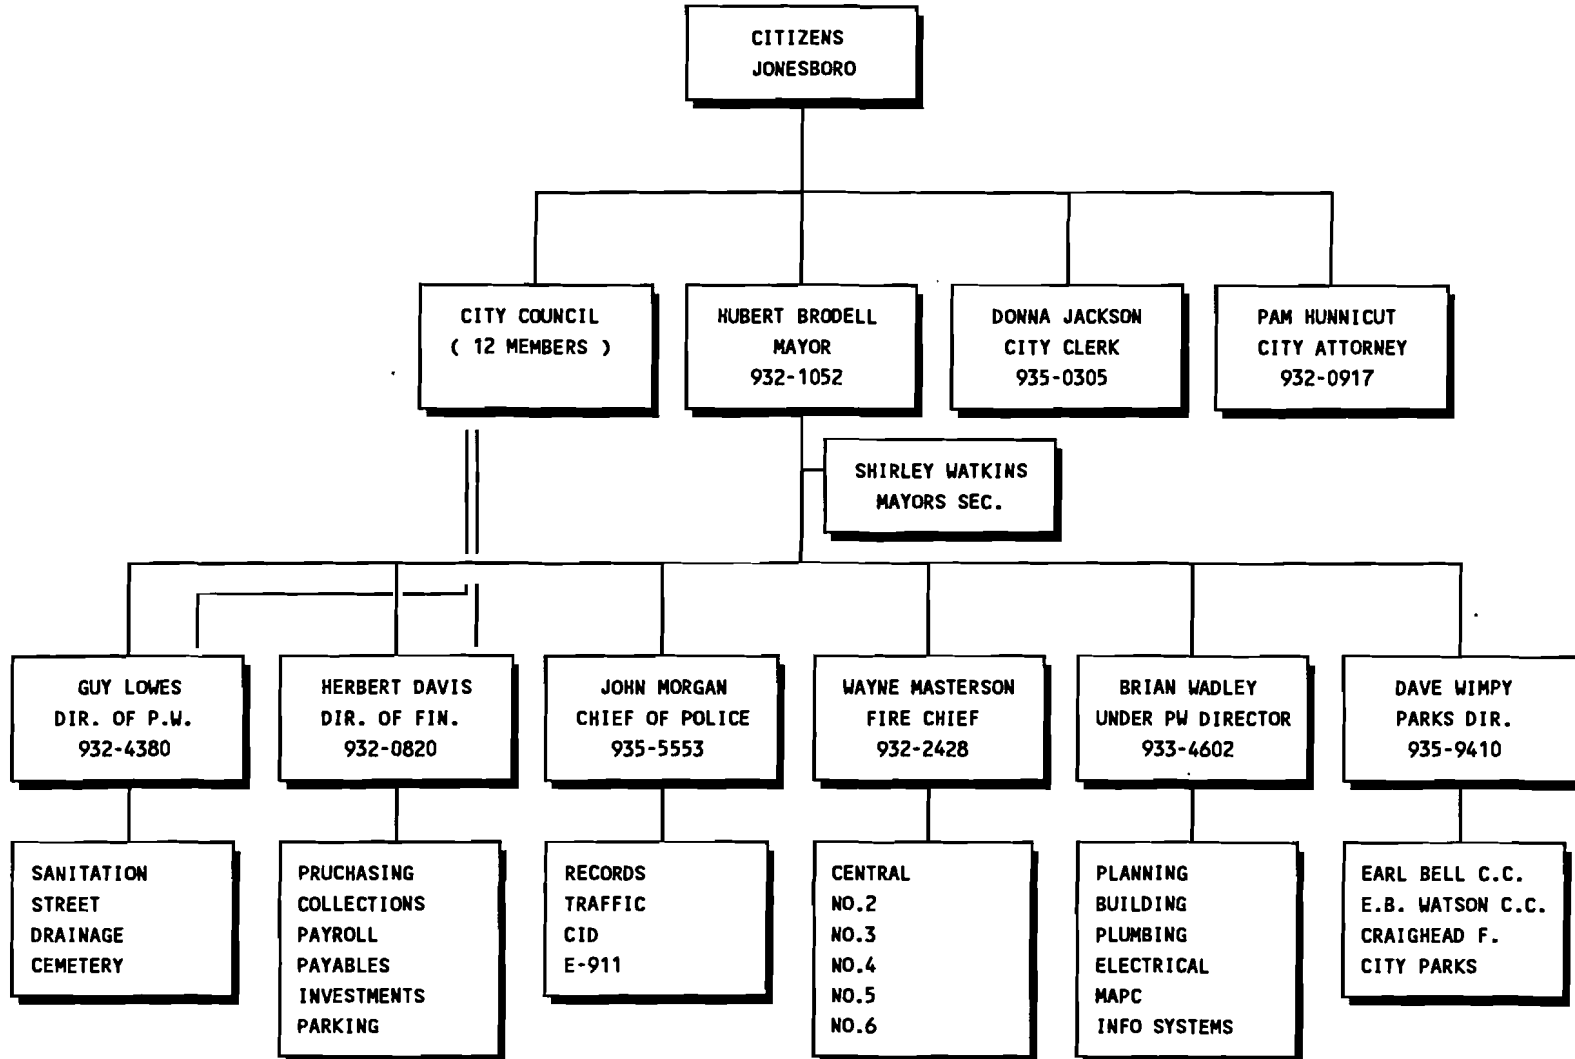 CITIZENS
JONESBORO
CITY COUNCIL
( 12 MEMBERS )
HUBERT BRODELL
MAYOR
932-1052
DONNA JACKSON
CITY CLERK
935-0305
PAM HUNNICUT
CITY ATTORNEY
932-0917
SHIRLEY WATKINS
MAYORS SEC.
GUY LOWES
DIR. OF P.W.
932-4380
HERBERT DAVIS
DIR. OF FIN.
932-0820
JOHN MORGAN
CHIEF OF POLICE
935-5553
WAYNE MASTERSON
FIRE CHIEF
932-2428
BRIAN WADLEY
UNDER PW DIRECTOR
933-4602
DAVE WIMPY
PARKS DIR.
935-9410
SANITATION
STREET
DRAINAGE
CEMETERY
PRUCHASING
COLLECTIONS
PAYROLL
PAYABLES
INVESTMENTS
PARKING
RECORDS
TRAFFIC
CID
E-911
CENTRAL
NO.2
NO.3
NO.4
NO.5
NO.6
PLANNING
BUILDING
PLUMBING
ELECTRICAL
MAPC
INFO SYSTEMS
EARL BELL C.C.
E.B. WATSON C.C.
CRAIGHEAD F.
CITY PARKS